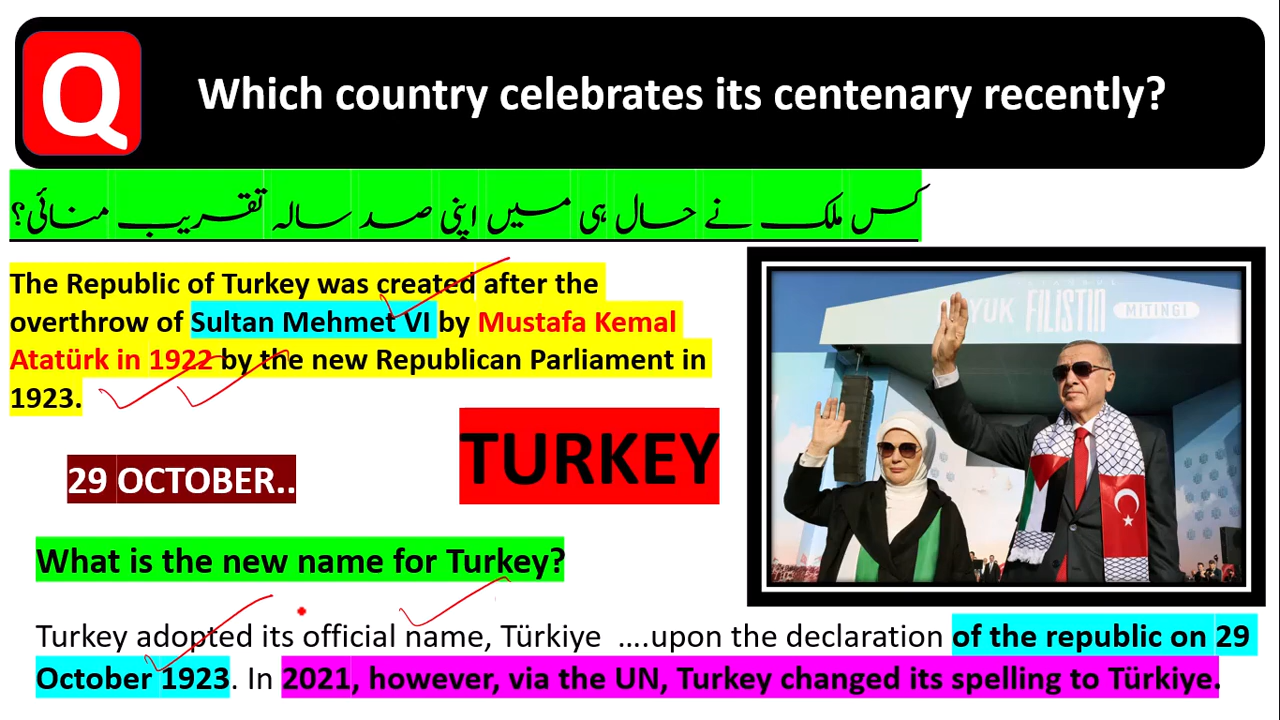 Q
Which country celebrates its centenary recently?
کس ملک نے حال ہی میں اپنی صد سالہ تقریب منائی؟
The Republic of Turkey was created after the
overthrow of Sultan Mehmet VI by Mustafa Kemal
Atatürk in 1922 by the new Republican Parliament in
1923.
YUK FILISTIN MITINGI
29 OCTOBER..
TURKEY
What is the new name for Turkey?
Turkey adopted its official name, Türkiye ....upon the declaration of the republic on 29
October 1923. In 2021, however, via the UN, Turkey changed its spelling to Türkiye.